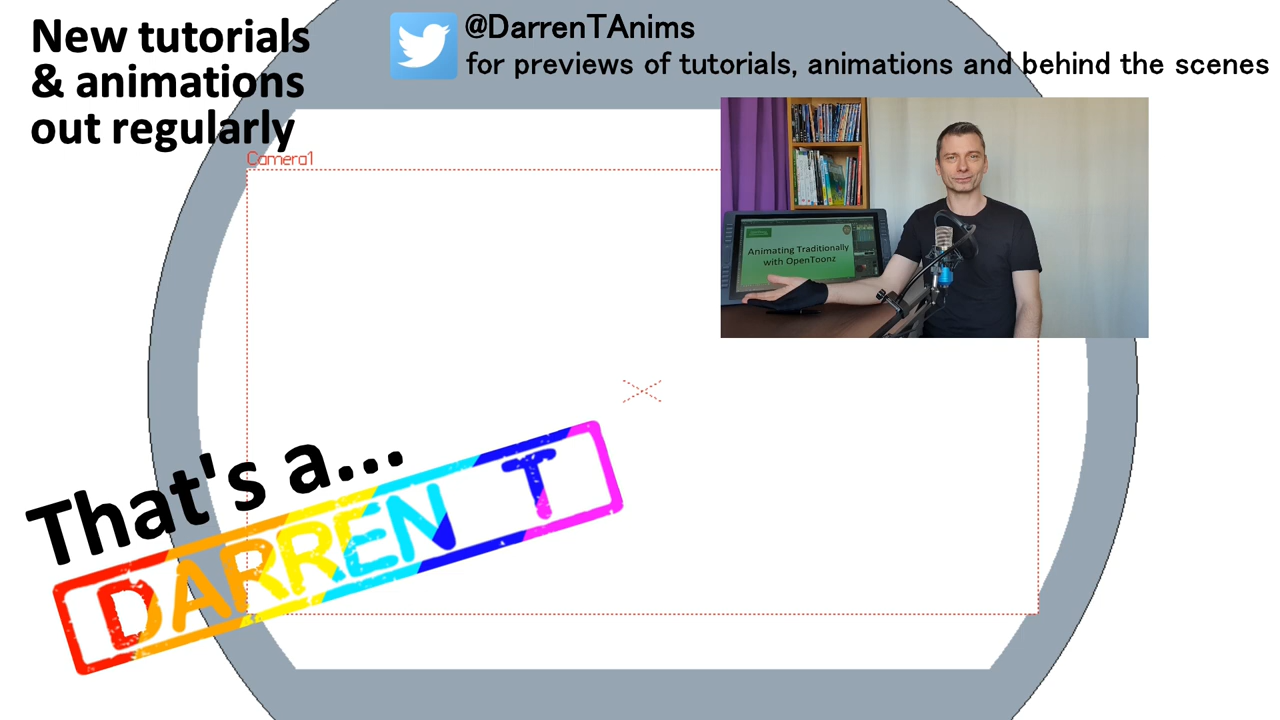 New tutorials
& animations
out regularly
@DarrenTAnims
for previews of tutorials, animations and behind the scenes
Camera1
Animating Traditionally
with OpenToonz
That's a...
DARREN T